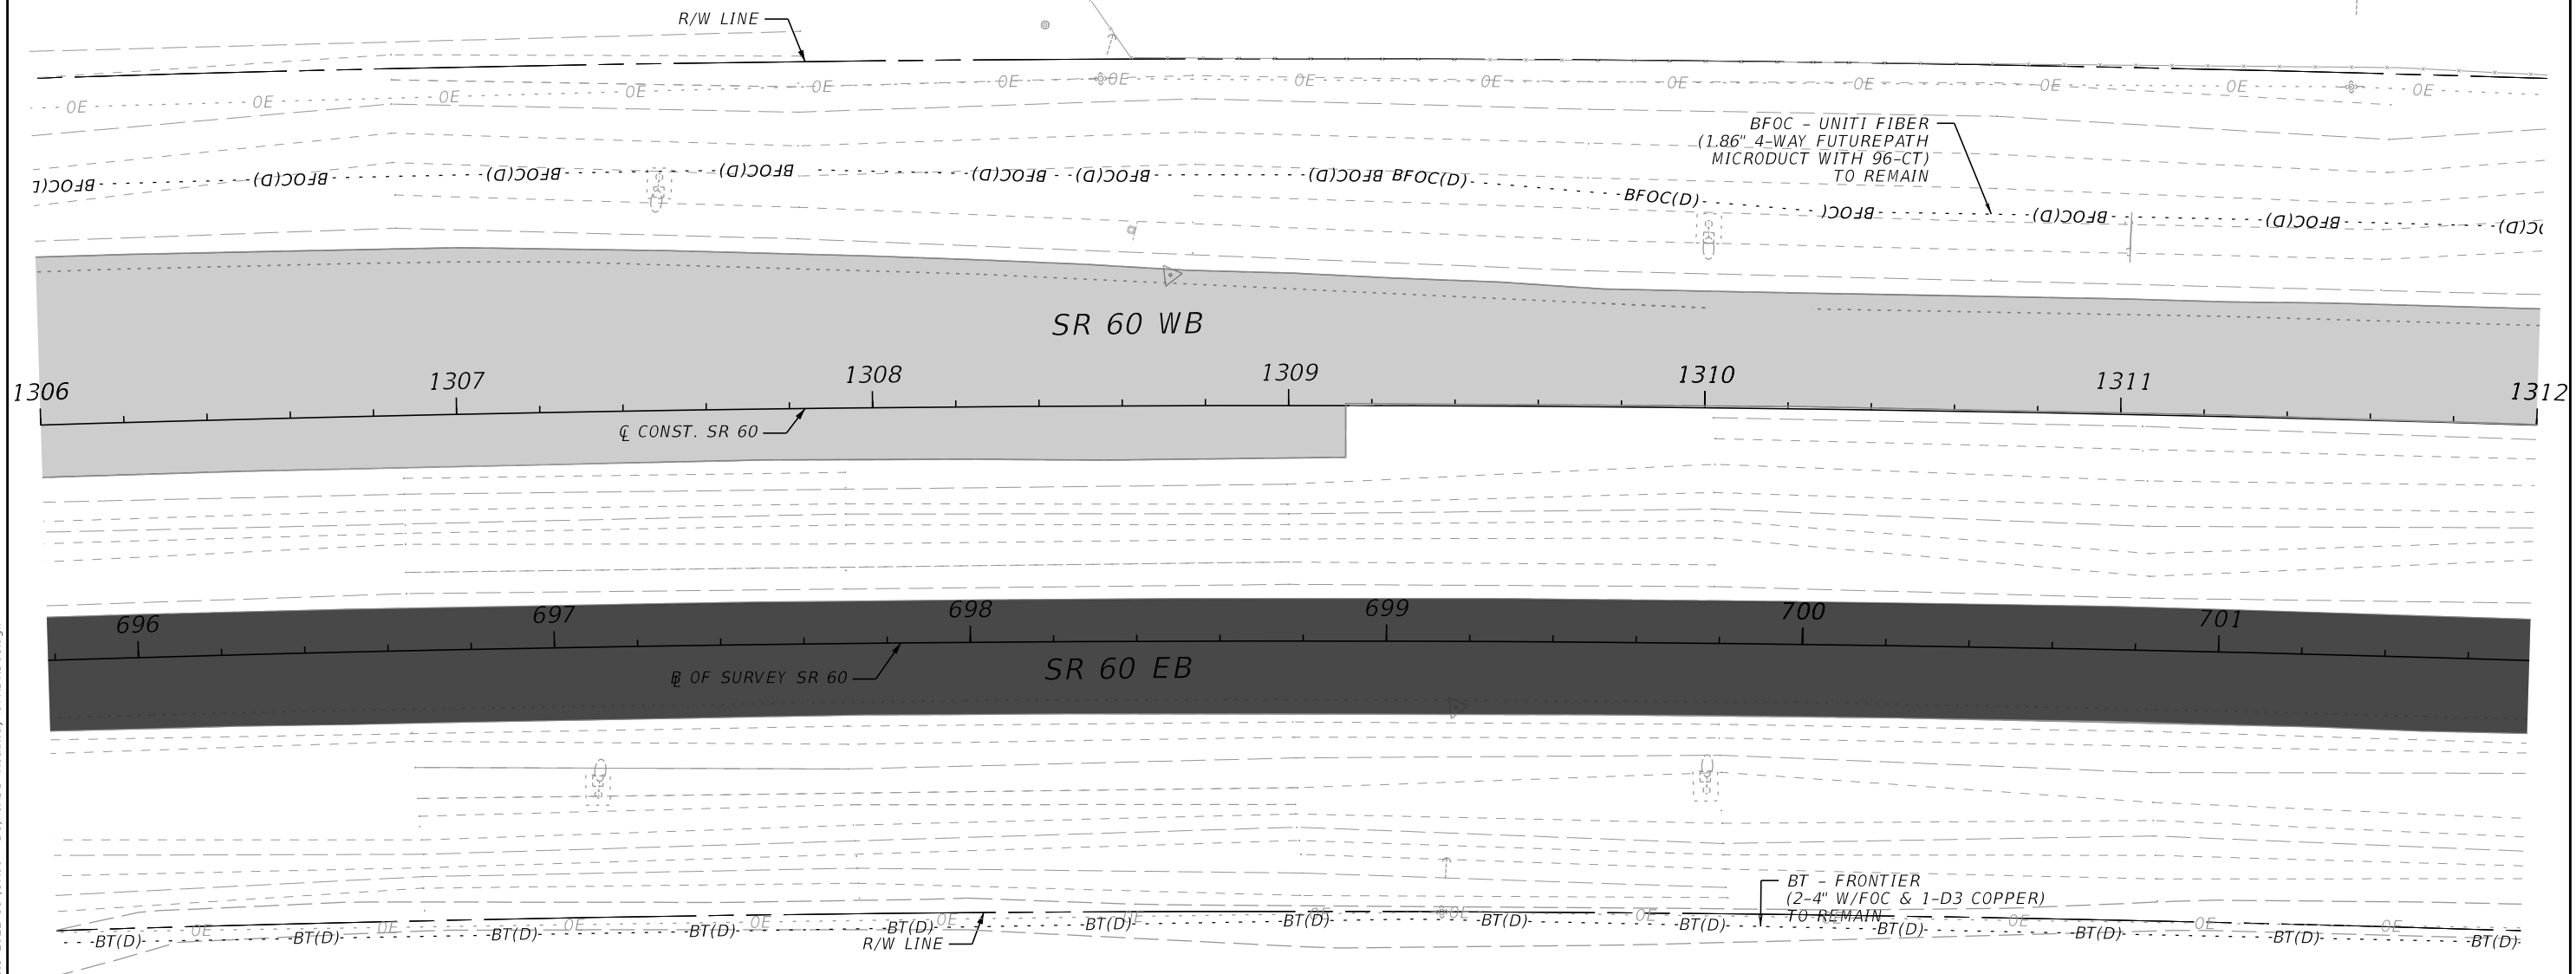 R/W LINE
OE OE OE OE OE OE OE OE OE OE OE OE OE
BFOC – UNITI FIBER
(1.86" 4–WAY FUTUREPATH
MICRODUCT WITH 96–CT)
TO REMAIN
BFOC(D) BFOC(D) BFOC(D) BFOC(D) BFOC(D) BFOC(D) BFOC(D) BFOC(D) BFOC(D) BFOC( BFOC(D) BFOC(D) OC(D)
SR 60 WB
1306 1307 1308 1309 1310 1311 1312
℄ CONST. SR 60
696 697 698 699 700 701
SR 60 EB
OF SURVEY SR 60
BT – FRONTIER
(2–4" W/FOC & 1–D3 COPPER)
TO REMAIN
OE OE OE OE OE OE OE OE OE OE OE OE
BT(D) BT(D) BT(D) BT(D) BT(D) BT(D) BT(D) BT(D) BT(D) BT(D) BT(D) BT(D) BT(D)
R/W LINE